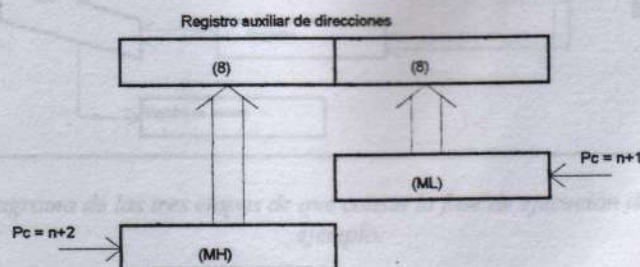 Registro auxiliar de direcciones
(8) (8)
Pc = n+1
(ML)
Pc = n+2
(MH)